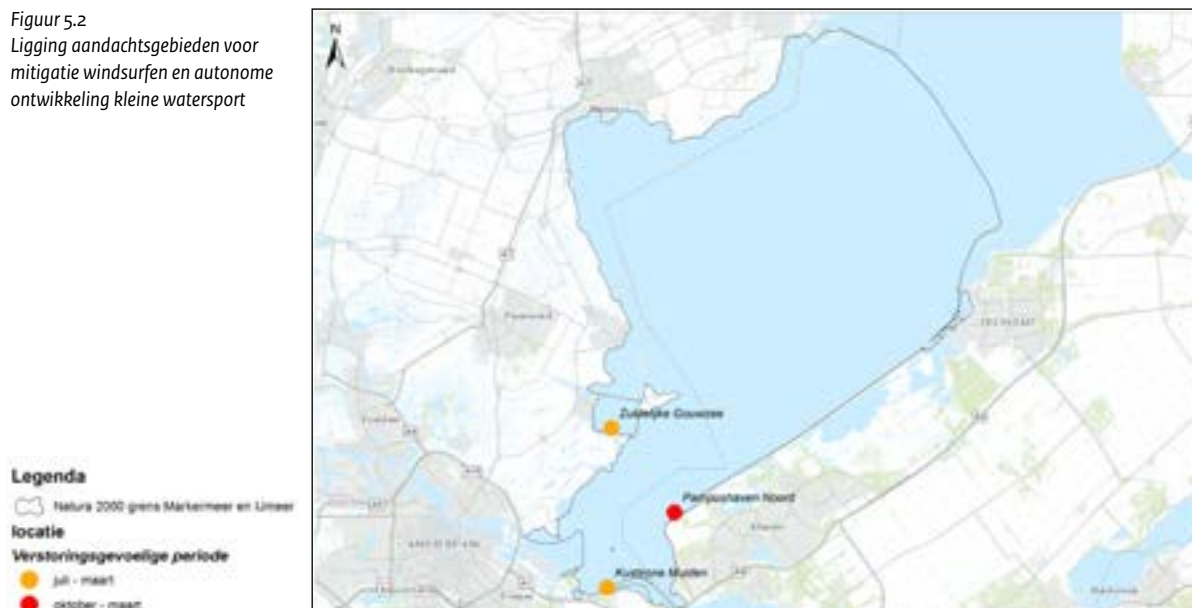 Figuur 5.2
Ligging aandachtsgebieden voor
mitigatie windsurfen en autonome
ontwikkeling kleine watersport
N
Zuidelijke Gouwzee
Pampushaven Noord
Kustzone Muiden
Legenda
Natura 2000 grens Markermeer en IJmeer
locatie
Verstoringsgevoelige periode
juli - maart
oktober - maart